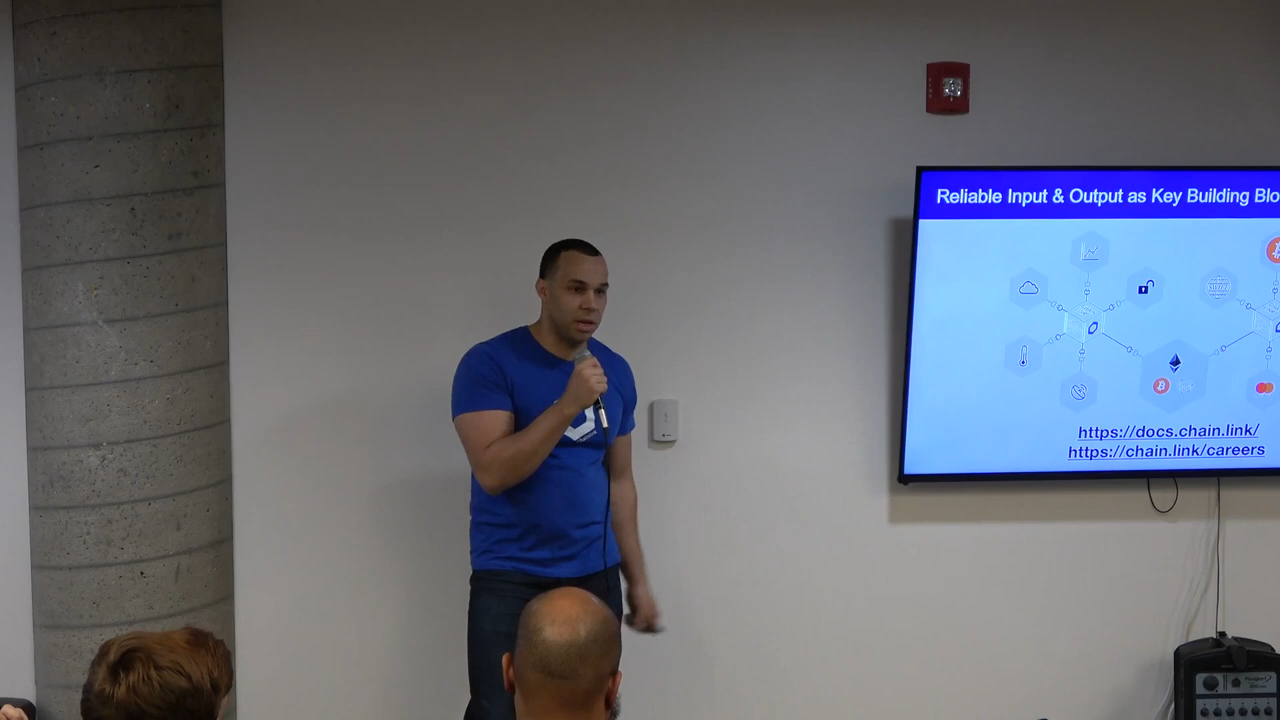 Reliable Input & Output as Key Building Blo
https://docs.chain.link/
https://chain.link/careers